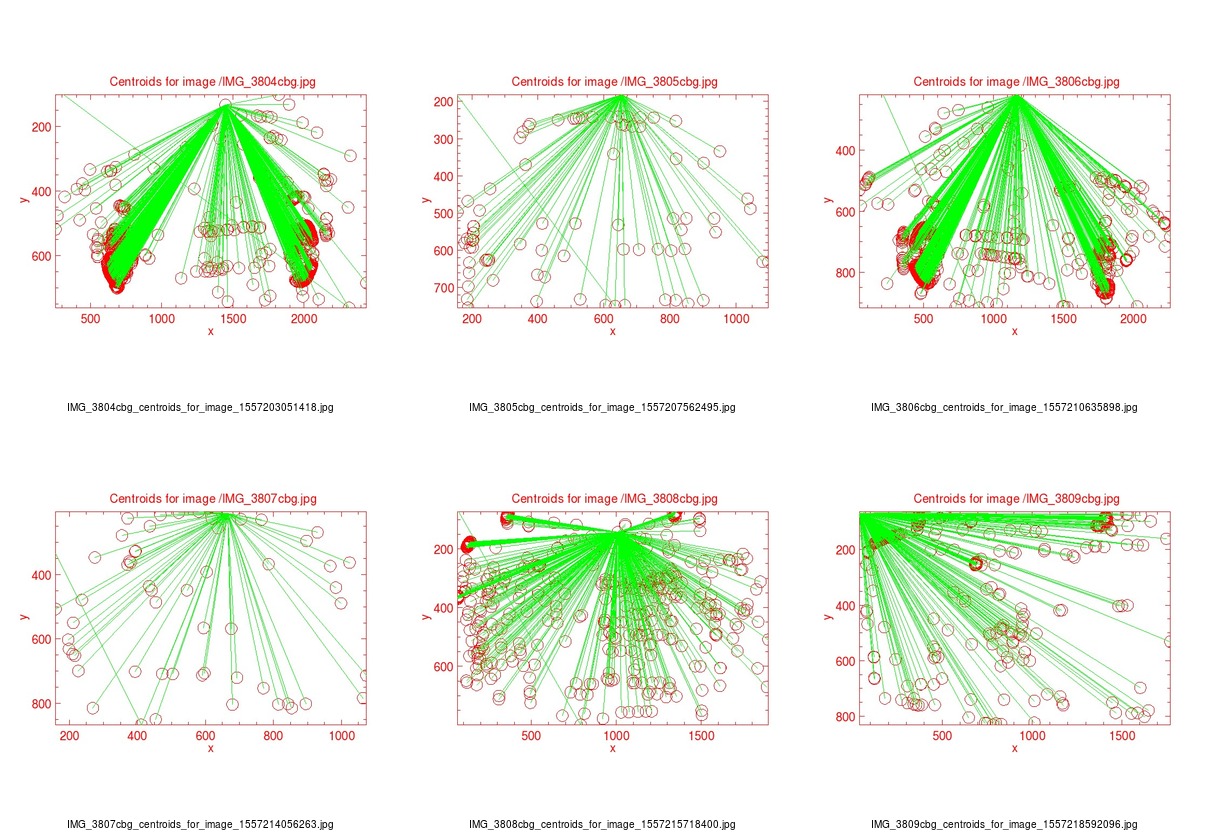 Centroids for image /IMG_3804cbg.jpg
200
400
600
y
500 1000 1500 2000
x
IMG_3804cbg_centroids_for_image_1557203051418.jpg
Centroids for image /IMG_3805cbg.jpg
200
300
400
500
600
700
y
200 400 600 800 1000
x
IMG_3805cbg_centroids_for_image_1557207562495.jpg
Centroids for image /IMG_3806cbg.jpg
400
600
800
y
500 1000 1500 2000
x
IMG_3806cbg_centroids_for_image_1557210635898.jpg
Centroids for image /IMG_3807cbg.jpg
400
600
800
y
200 400 600 800 1000
x
IMG_3807cbg_centroids_for_image_1557214056263.jpg
Centroids for image /IMG_3808cbg.jpg
200
400
600
y
500 1000 1500
x
IMG_3808cbg_centroids_for_image_1557215718400.jpg
Centroids for image /IMG_3809cbg.jpg
200
400
600
800
y
500 1000 1500
x
IMG_3809cbg_centroids_for_image_1557218592096.jpg